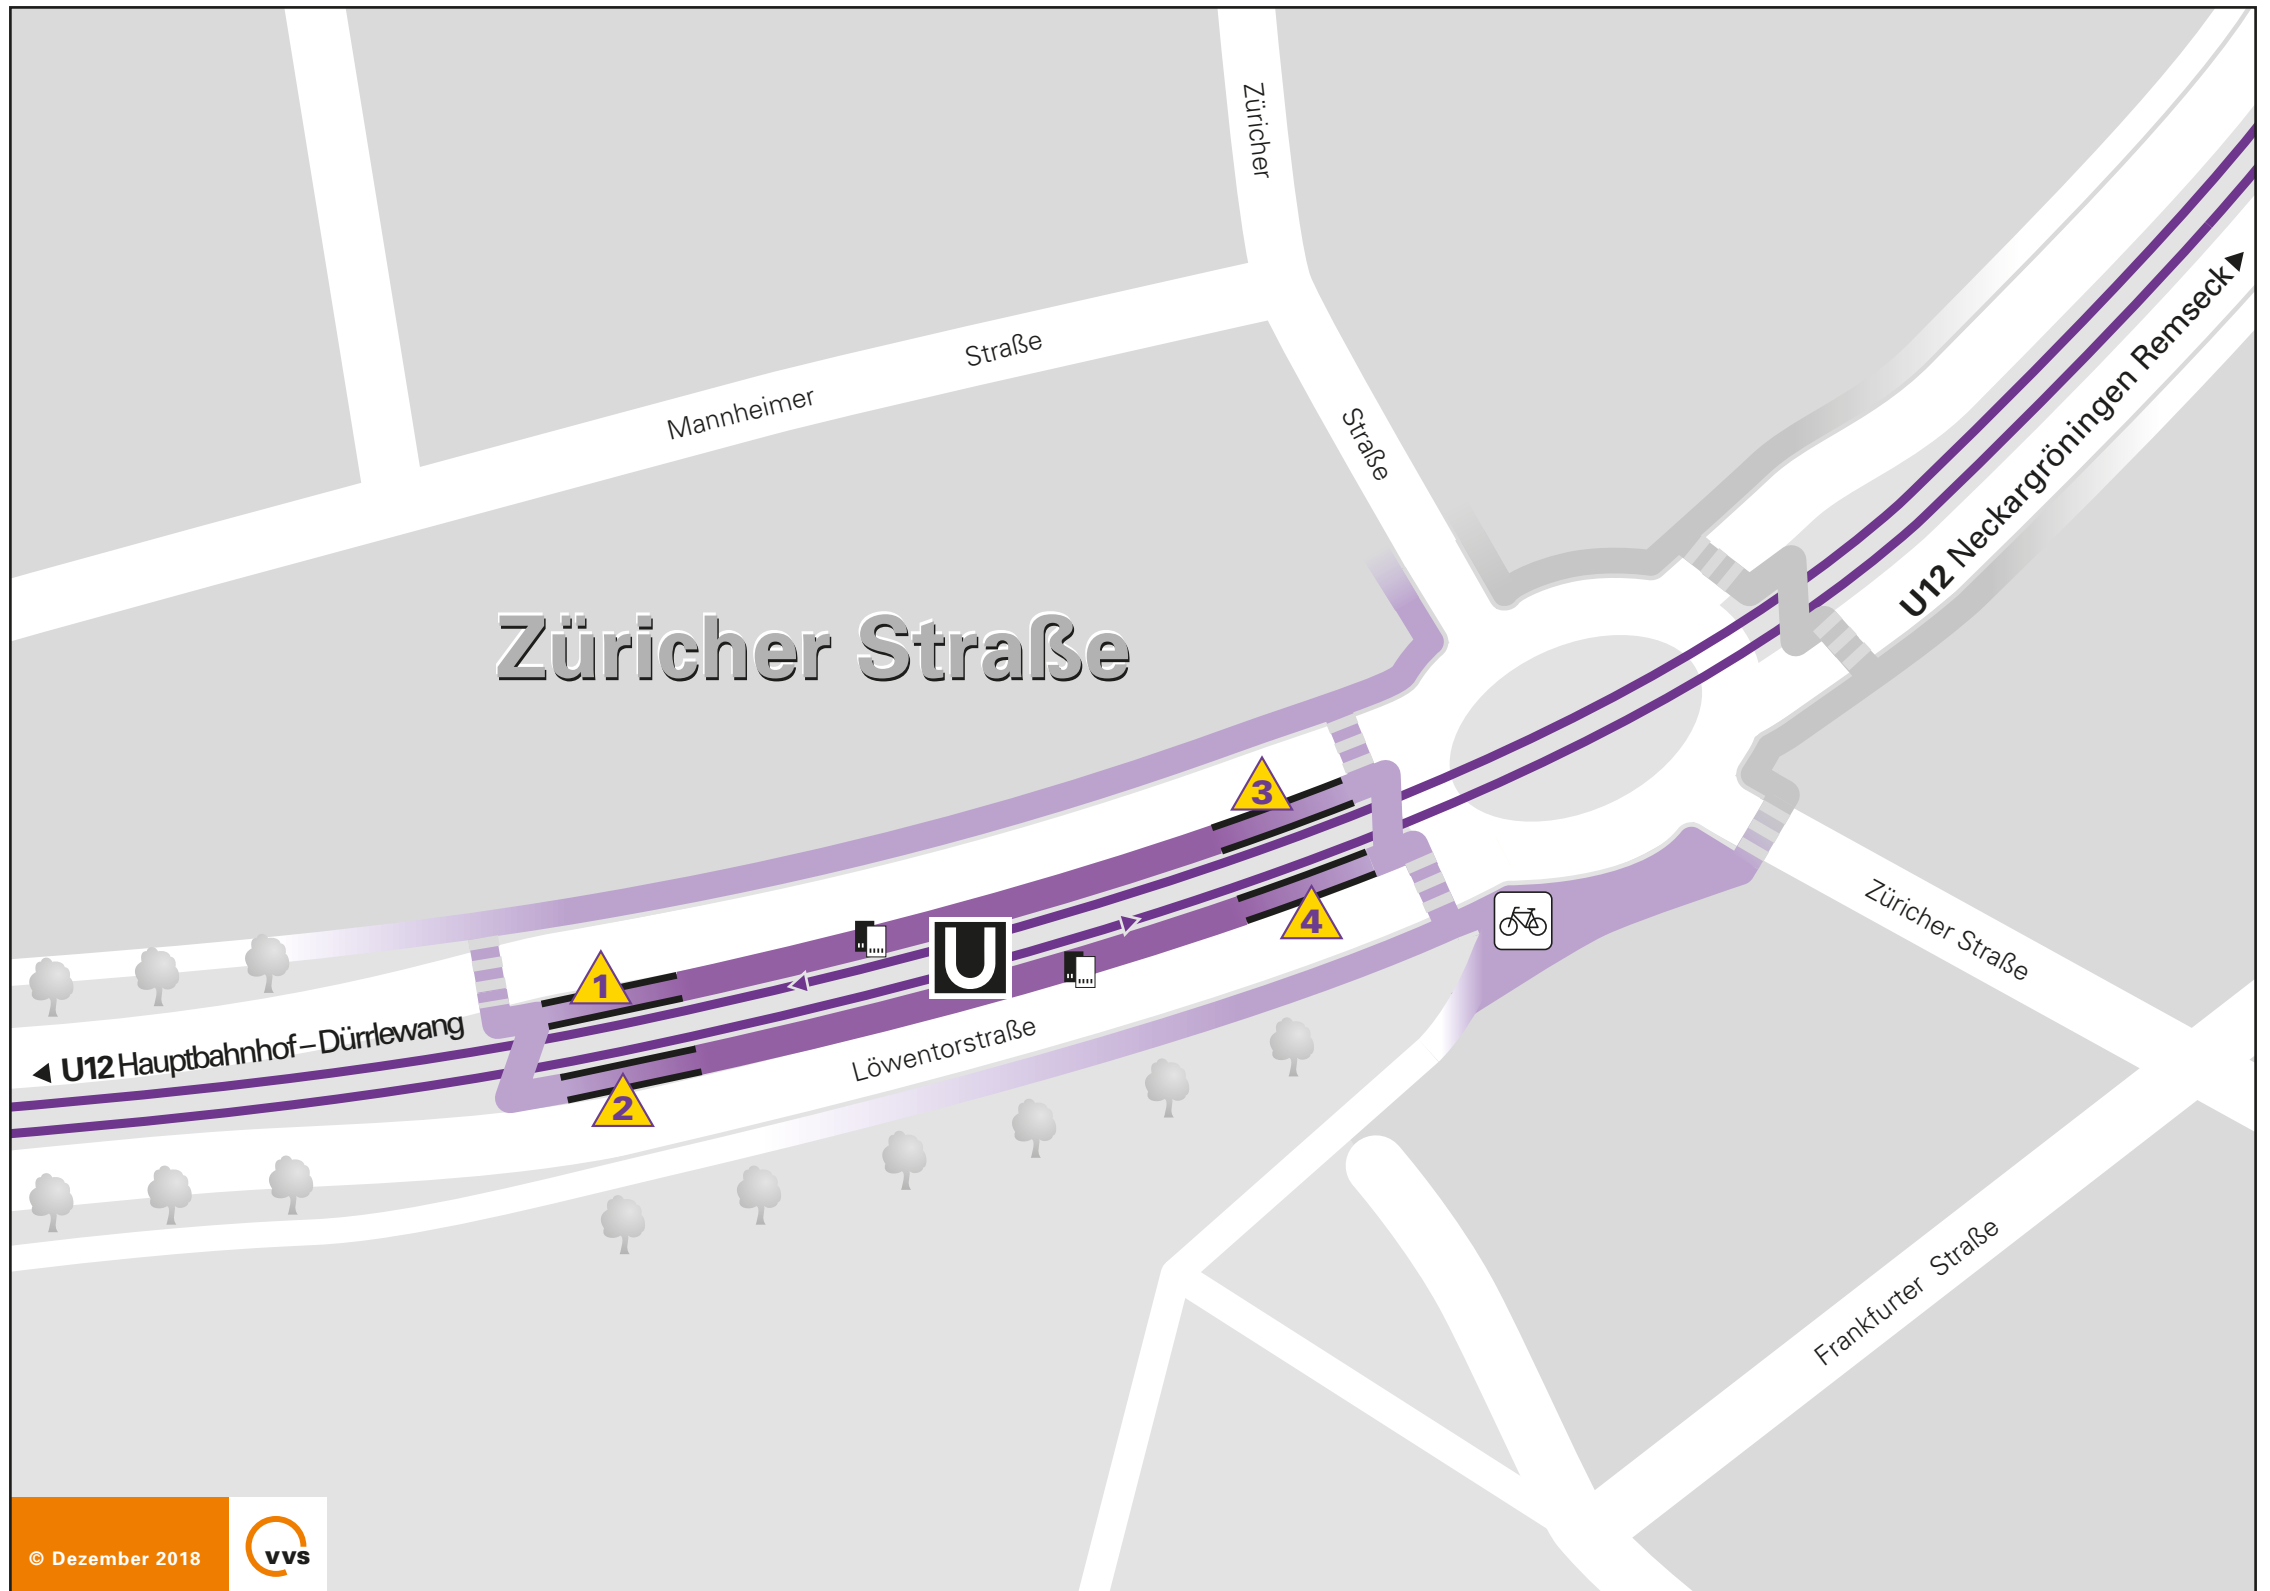 Züricher
Straße
Mannheimer Straße
Züricher Straße
U12 Neckargröningen Remseck
3
4
1
2
U
U12 Hauptbahnhof – Dürrlewang
Löwentorstraße
Züricher Straße
Frankfurter Straße
© Dezember 2018
vvs